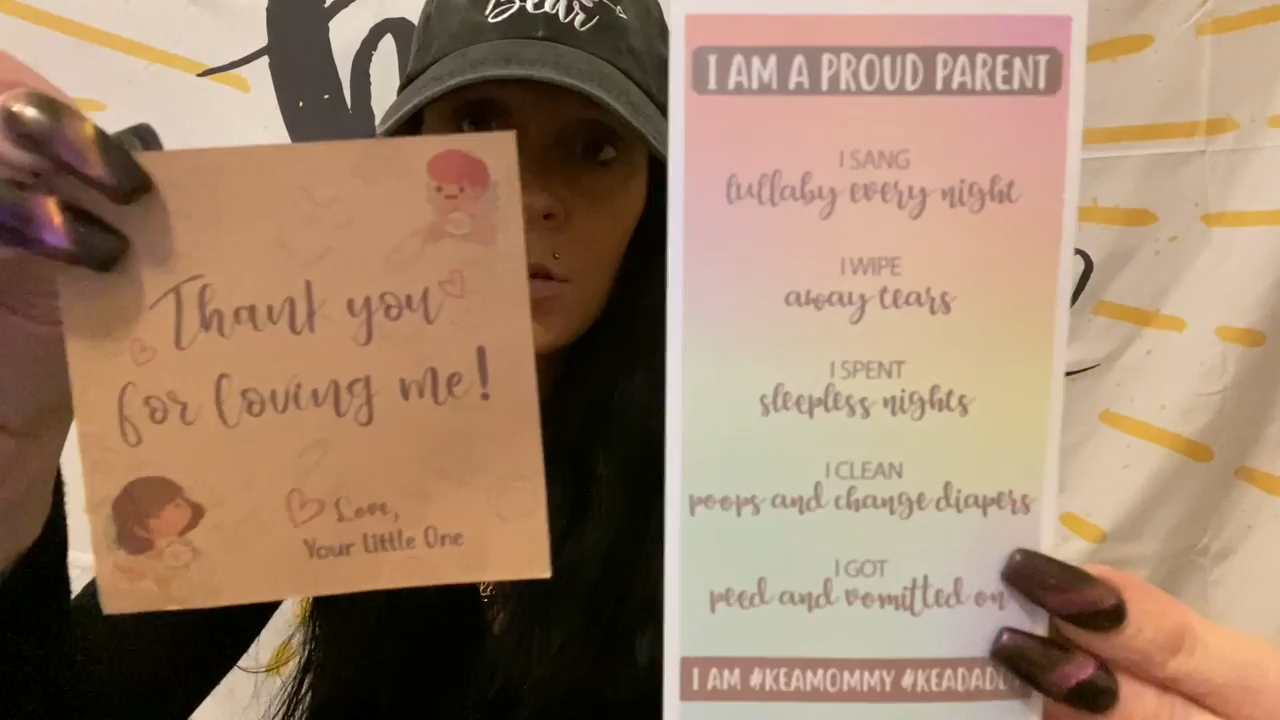 Bear
Thank you
for loving me!
Love,
Your Little One
I AM A PROUD PARENT
I SANG
lullaby every night
I WIPE
away tears
I SPENT
sleepless nights
I CLEAN
poops and change diapers
I GOT
peed and vomitted on
I AM #KEAMOMMY #KEADADD